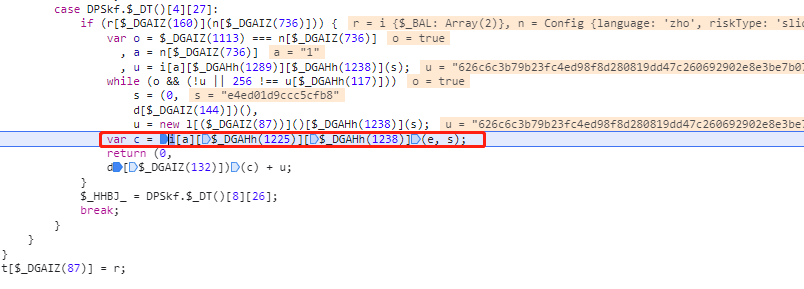 case DPSkf.$_DT()[4][27]:
if (r[$_DGAIZ(160)](n[$_DGAIZ(736)])) { r = i {$_BAL: Array(2)}, n = Config {language: 'zho', riskType: 'slid
var o = $_DGAIZ(1113) === n[$_DGAIZ(736)] o = true
, a = n[$_DGAIZ(736)] a = "1"
, u = i[a][$_DGAHh(1289)][$_DGAHh(1238)](s); u = "626c6c3b79b23fc4ed98f8d280819dd47c260692902e8e3be7b07
while (o && (!u || 256 !== u[$_DGAHh(117)])) o = true
s = (0, s = "e4ed01d9ccc5cfb8"
d[$_DGAIZ(144)])(),
u = new l[($_DGAIZ(87))]()[$_DGAHh(1238)](s); u = "626c6c3b79b23fc4ed98f8d280819dd47c260692902e8e3be7
var c = i[a][$_DGAHh(1225)][$_DGAHh(1238)](e, s);
return (0,
d[$_DGAIZ(132)])(c) + u;
}
$_HHBJ_ = DPSkf.$_DT()[8][26];
break;
}
}
}
t[$_DGAIZ(87)] = r;